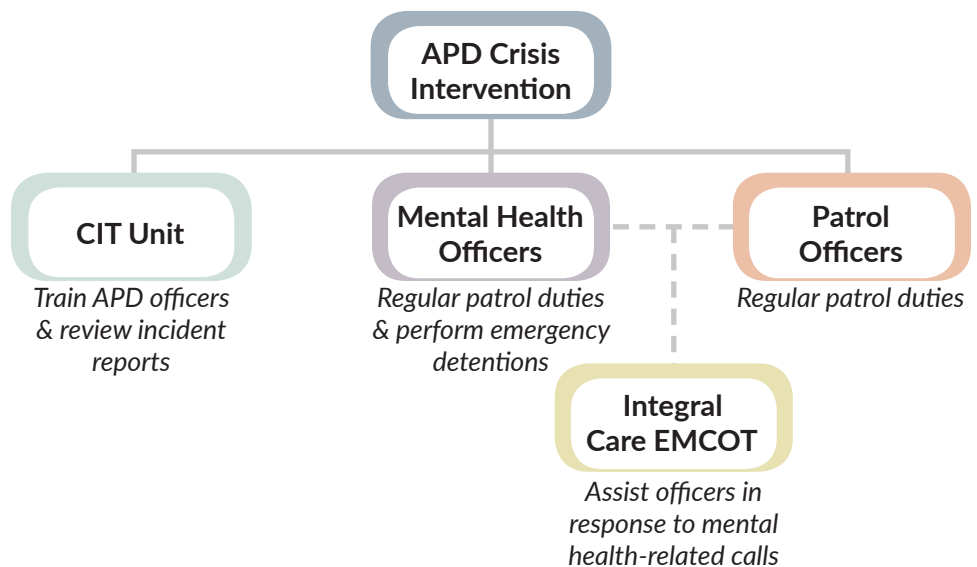 APD Crisis
Intervention
CIT Unit
Train APD officers
& review incident
reports
Mental Health
Officers
Regular patrol duties
& perform emergency
detentions
Patrol
Officers
Regular patrol duties
Integral
Care EMCOT
Assist officers in
response to mental
health-related calls